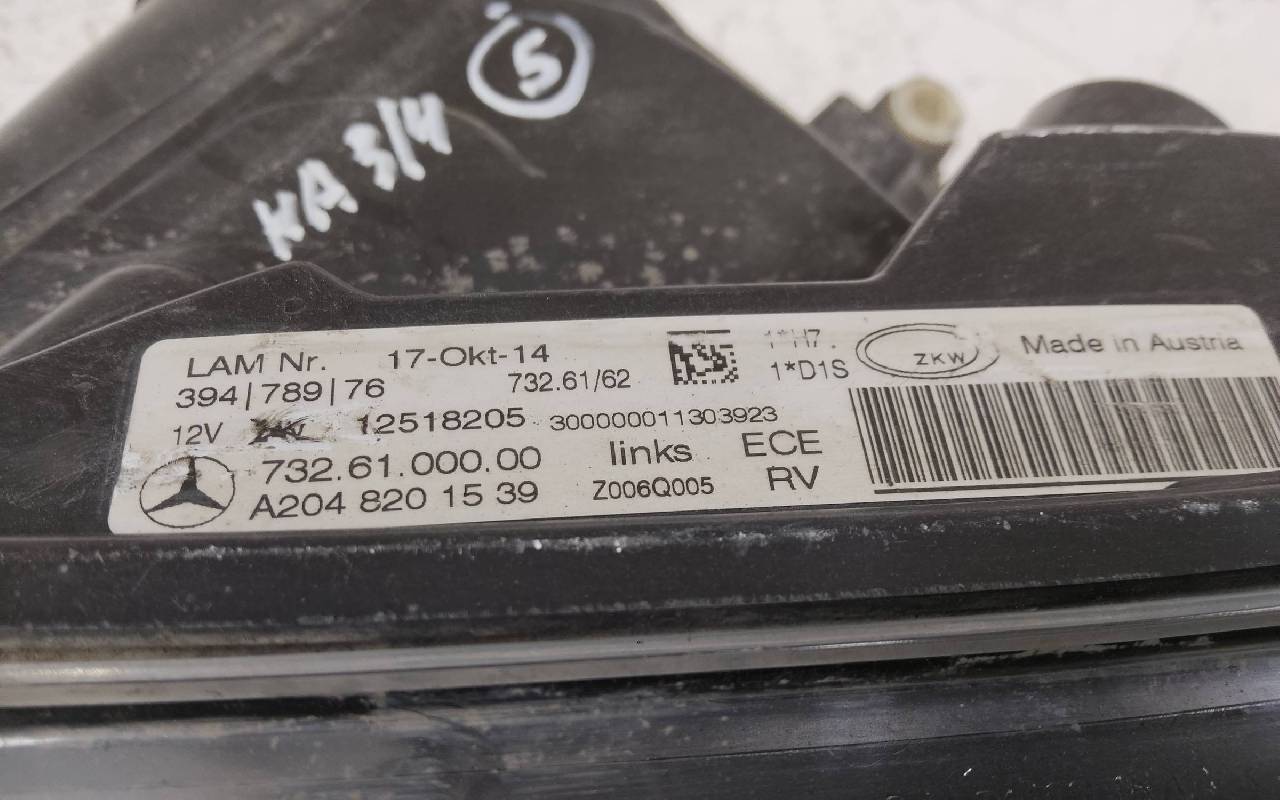 5
KA 3/4
LAM Nr. 17-Okt-14
394|789|76 732.61/62
1*H7.
1*D1S
ZKW
Made in Austria
12V ZKW 12518205 300000011303923
732.61.000.00 links ECE
A204 820 15 39 Z006Q005 RV